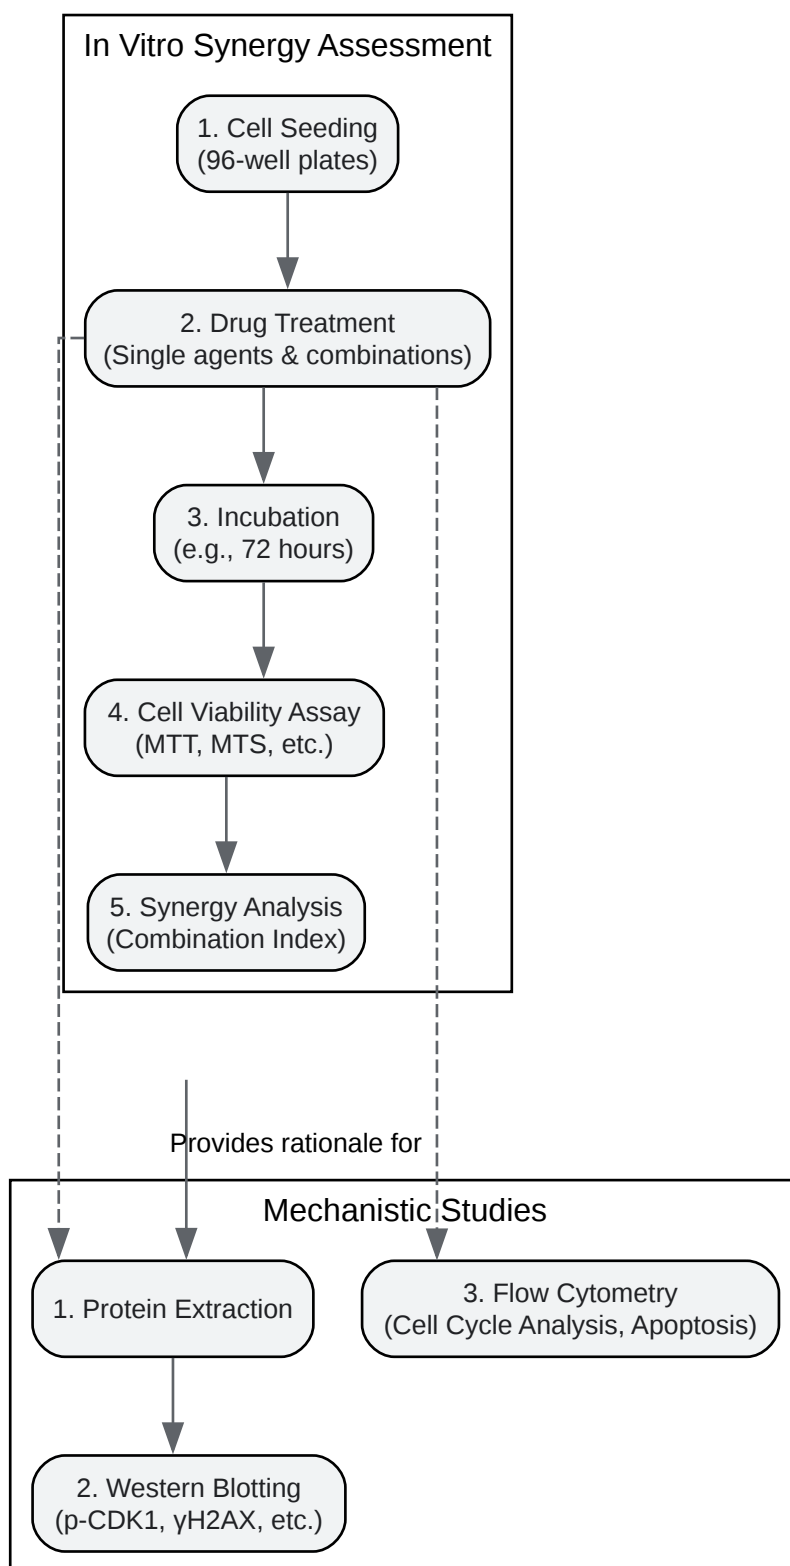 In Vitro Synergy Assessment
1. Cell Seeding
(96-well plates)
2. Drug Treatment
(Single agents & combinations)
3. Incubation
(e.g., 72 hours)
4. Cell Viability Assay
(MTT, MTS, etc.)
5. Synergy Analysis
(Combination Index)
Provides rationale for
Mechanistic Studies
1. Protein Extraction
3. Flow Cytometry
(Cell Cycle Analysis, Apoptosis)
2. Western Blotting
(p-CDK1, γH2AX, etc.)